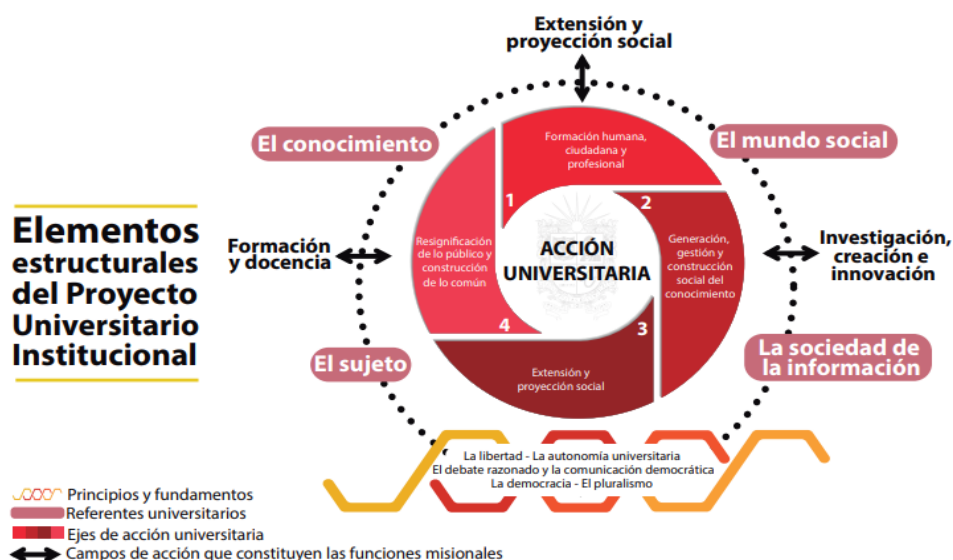 Elementos
estructurales
del Proyecto
Universitario
Institucional
Extensión y
proyección social
El conocimiento
El mundo social
Formación
y docencia
Investigación,
creación e
innovación
El sujeto
La sociedad de
la información
ACCIÓN
UNIVERSITARIA
1
Formación humana,
ciudadana y
profesional
2
Generación,
gestión y
construcción
social del
conocimiento
3
Extensión y
proyección social
4
Resignificación
de lo público y
construcción
de lo común
La libertad - La autonomía universitaria
El debate razonado y la comunicación democrática
La democracia - El pluralismo
Principios y fundamentos
Referentes universitarios
Ejes de acción universitaria
Campos de acción que constituyen las funciones misionales